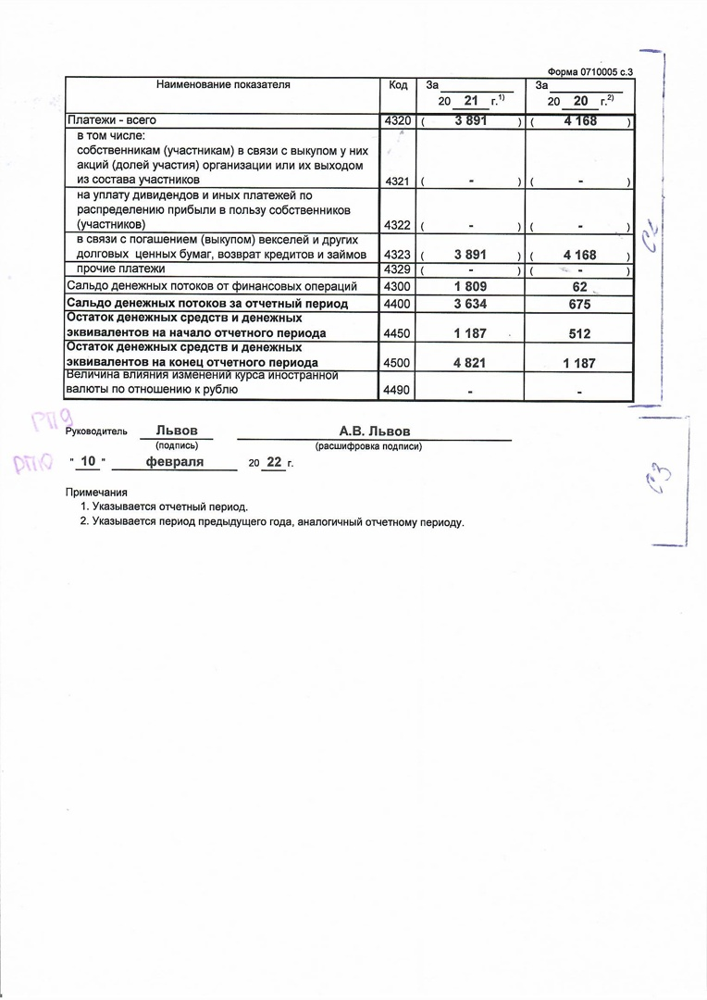 Форма 0710005 с.3
Наименование показателя Код За За
20 21 г.1) 20 20 г.2)
Платежи - всего 4320 ( 3 891 ) ( 4 168 )
в том числе:
собственникам (участникам) в связи с выкупом у них
акций (долей участия) организации или их выходом
из состава участников 4321 ( - ) ( - )
на уплату дивидендов и иных платежей по
распределению прибыли в пользу собственников
(участников) 4322 ( - ) ( - )
в связи с погашением (выкупом) векселей и других
долговых ценных бумаг, возврат кредитов и займов 4323 ( 3 891 ) ( 4 168 )
прочие платежи 4329 ( - ) ( - )
Сальдо денежных потоков от финансовых операций 4300 1 809 62
Сальдо денежных потоков за отчетный период 4400 3 634 675
Остаток денежных средств и денежных
эквивалентов на начало отчетного периода 4450 1 187 512
Остаток денежных средств и денежных
эквивалентов на конец отчетного периода 4500 4 821 1 187
Величина влияния изменений курса иностранной
валюты по отношению к рублю 4490 - -
РП9
Руководитель Львов А.В. Львов
(подпись) (расшифровка подписи)
РП10
" 10 " февраля 20 22 г.
С3
Примечания
1. Указывается отчетный период.
2. Указывается период предыдущего года, аналогичный отчетному периоду.